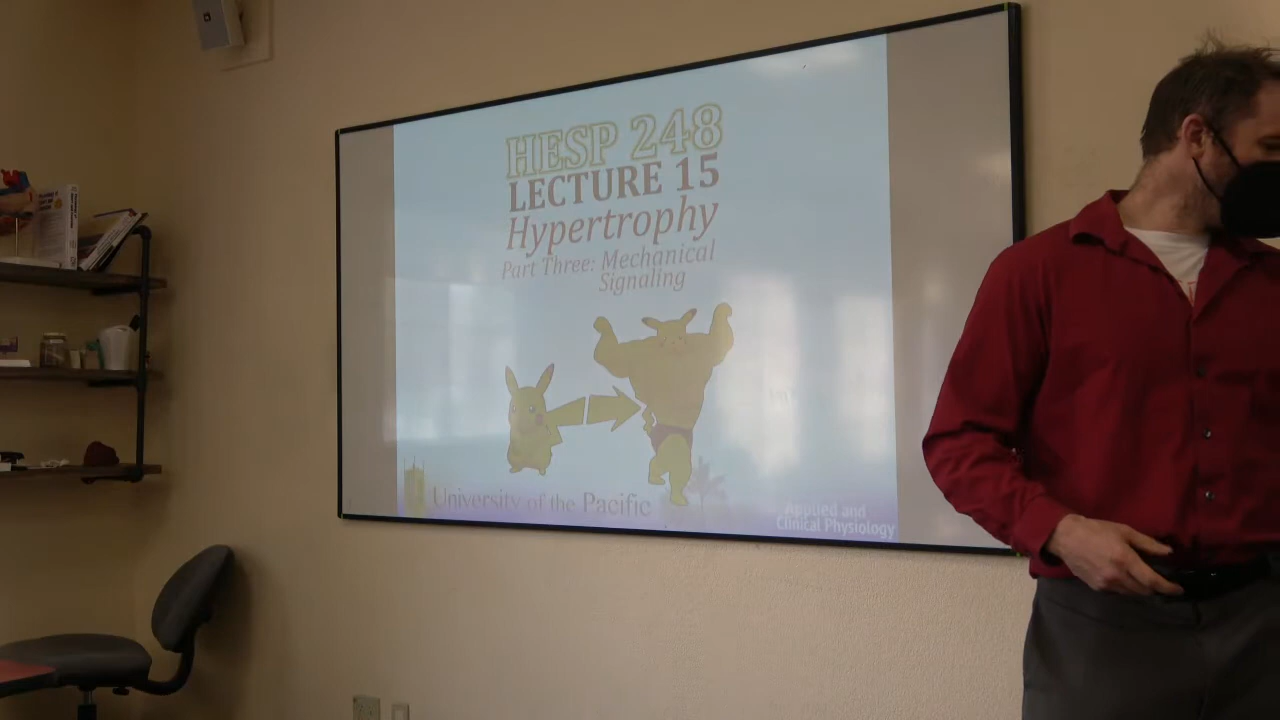 HESP 248
LECTURE 15
Hypertrophy
Part Three: Mechanical
Signaling
University of the Pacific
Applied and
Clinical Physiology